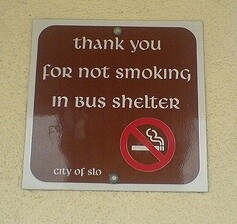 thank you
for not smoking
in bus shelter
city of slo